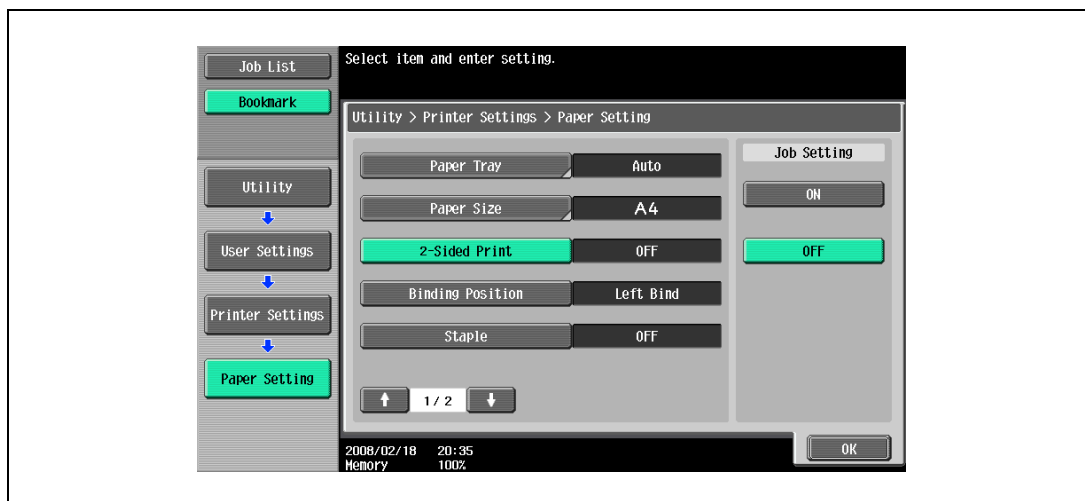 Job List
Bookmark
Select item and enter setting.
Utility > Printer Settings > Paper Setting
Utility
User Settings
Printer Settings
Paper Setting
Paper Tray Auto
Paper Size A4
2-Sided Print OFF
Binding Position Left Bind
Staple OFF
1/2
Job Setting
ON
OFF
2008/02/18 20:35
Memory 100%
OK